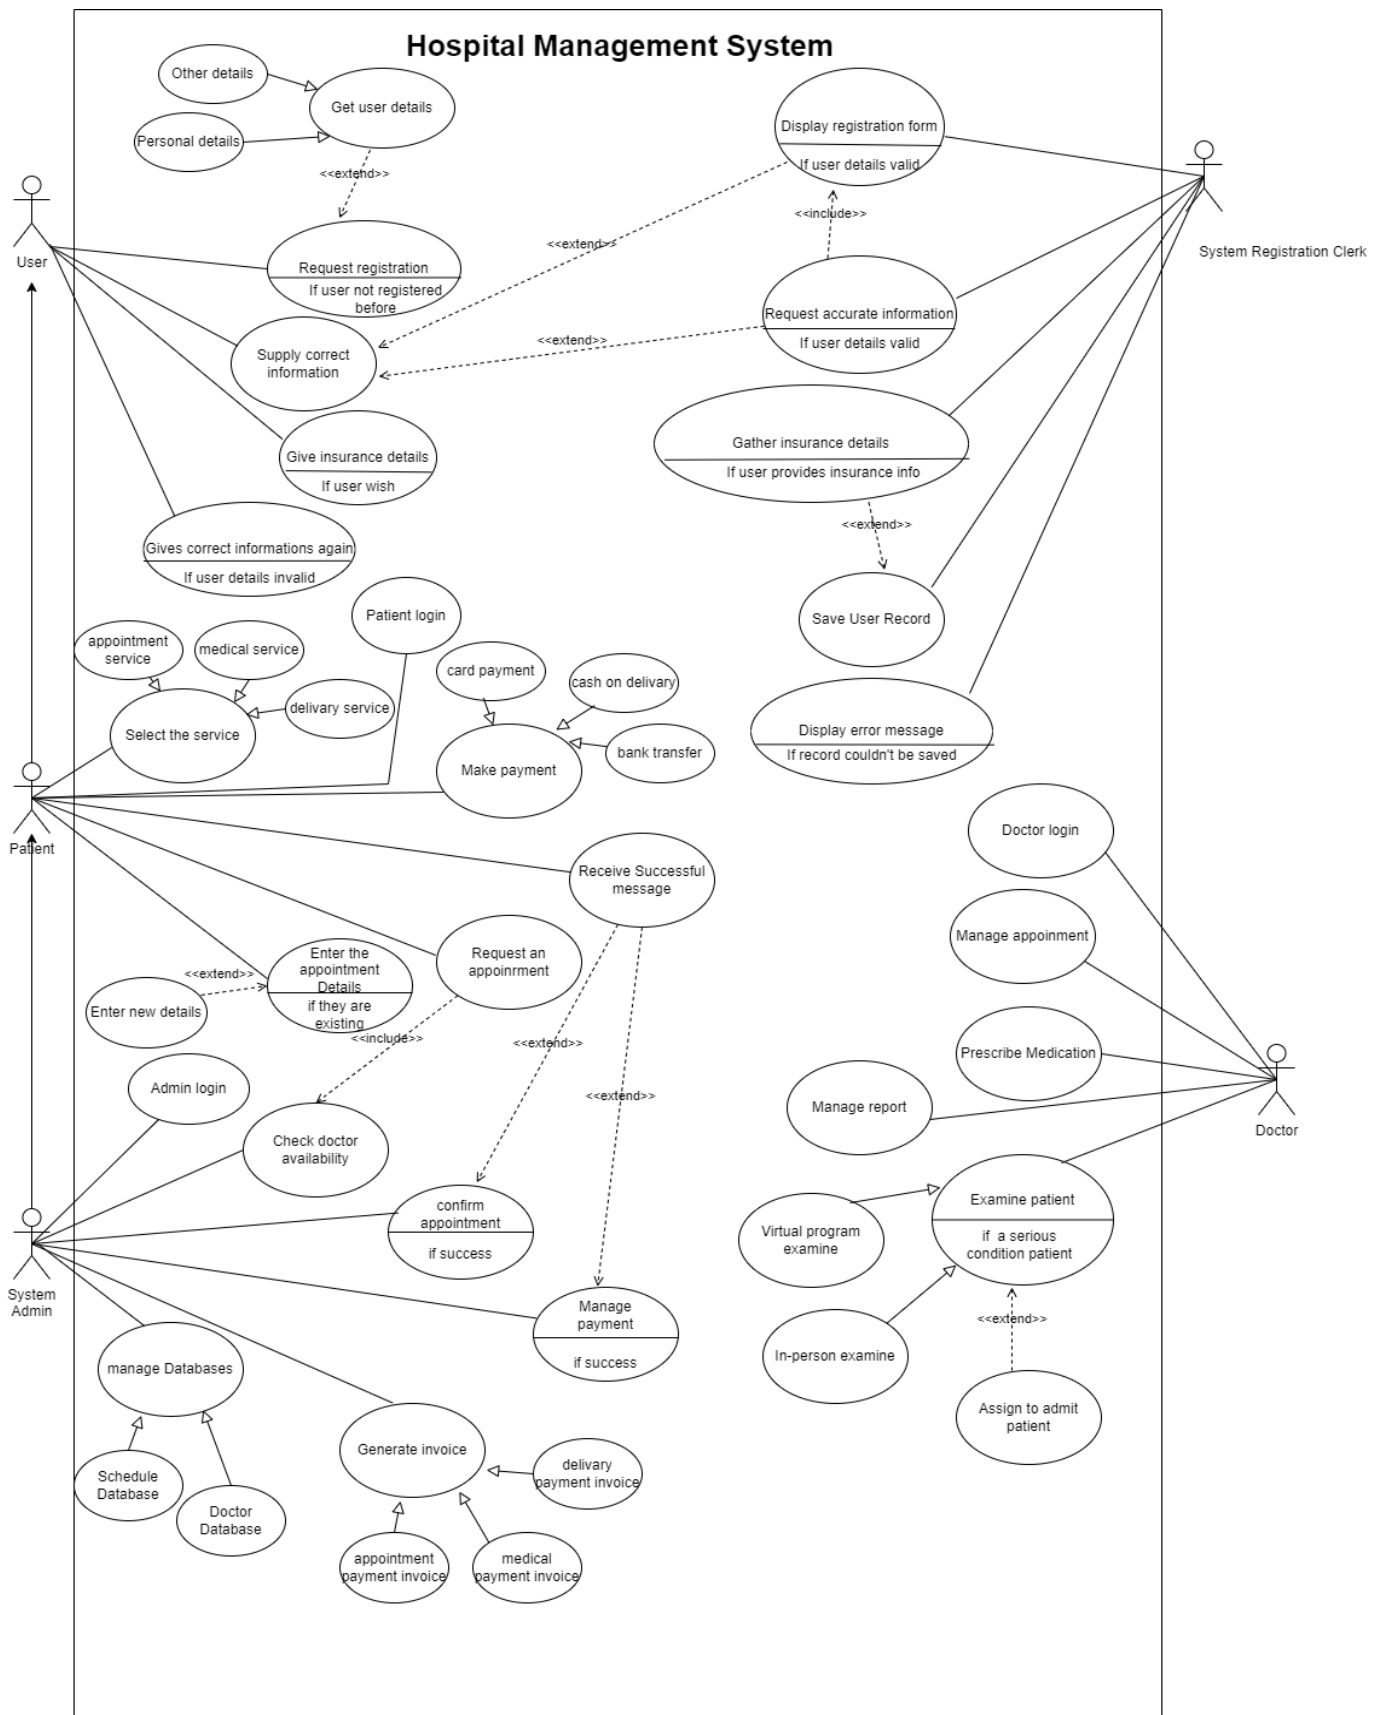 Hospital Management System
Other details
Get user details
Personal details
<<extend>>
Display registration form
If user details valid
<<include>>
<<extend>>
User
System Registration Clerk
Request registration
If user not registered
before
Request accurate information
If user details valid
<<extend>>
Supply correct
information
Give insurance details
If user wish
Gather insurance details
If user provides insurance info
<<extend>>
Gives correct informations again
If user details invalid
Patient login
Save User Record
appointment
service
medical service
delivary service
Select the service
card payment
cash on delivary
bank transfer
Make payment
Display error message
If record couldn't be saved
Patient
Doctor login
Receive Successful
message
Manage appoinment
Request an
appoinrment
Enter the
appointment
Details
if they are
existing
<<extend>>
Enter new details
<<include>>
<<extend>>
<<extend>>
Prescribe Medication
Manage report
Doctor
Admin login
Check doctor
availability
confirm
appointment
if success
Examine patient
if  a serious
condition patient
Virtual program
examine
In-person examine
<<extend>>
Assign to admit
patient
System
Admin
Manage
payment
if success
manage Databases
Schedule
Database
Doctor
Database
Generate invoice
delivary
payment invoice
appointment
payment invoice
medical
payment invoice